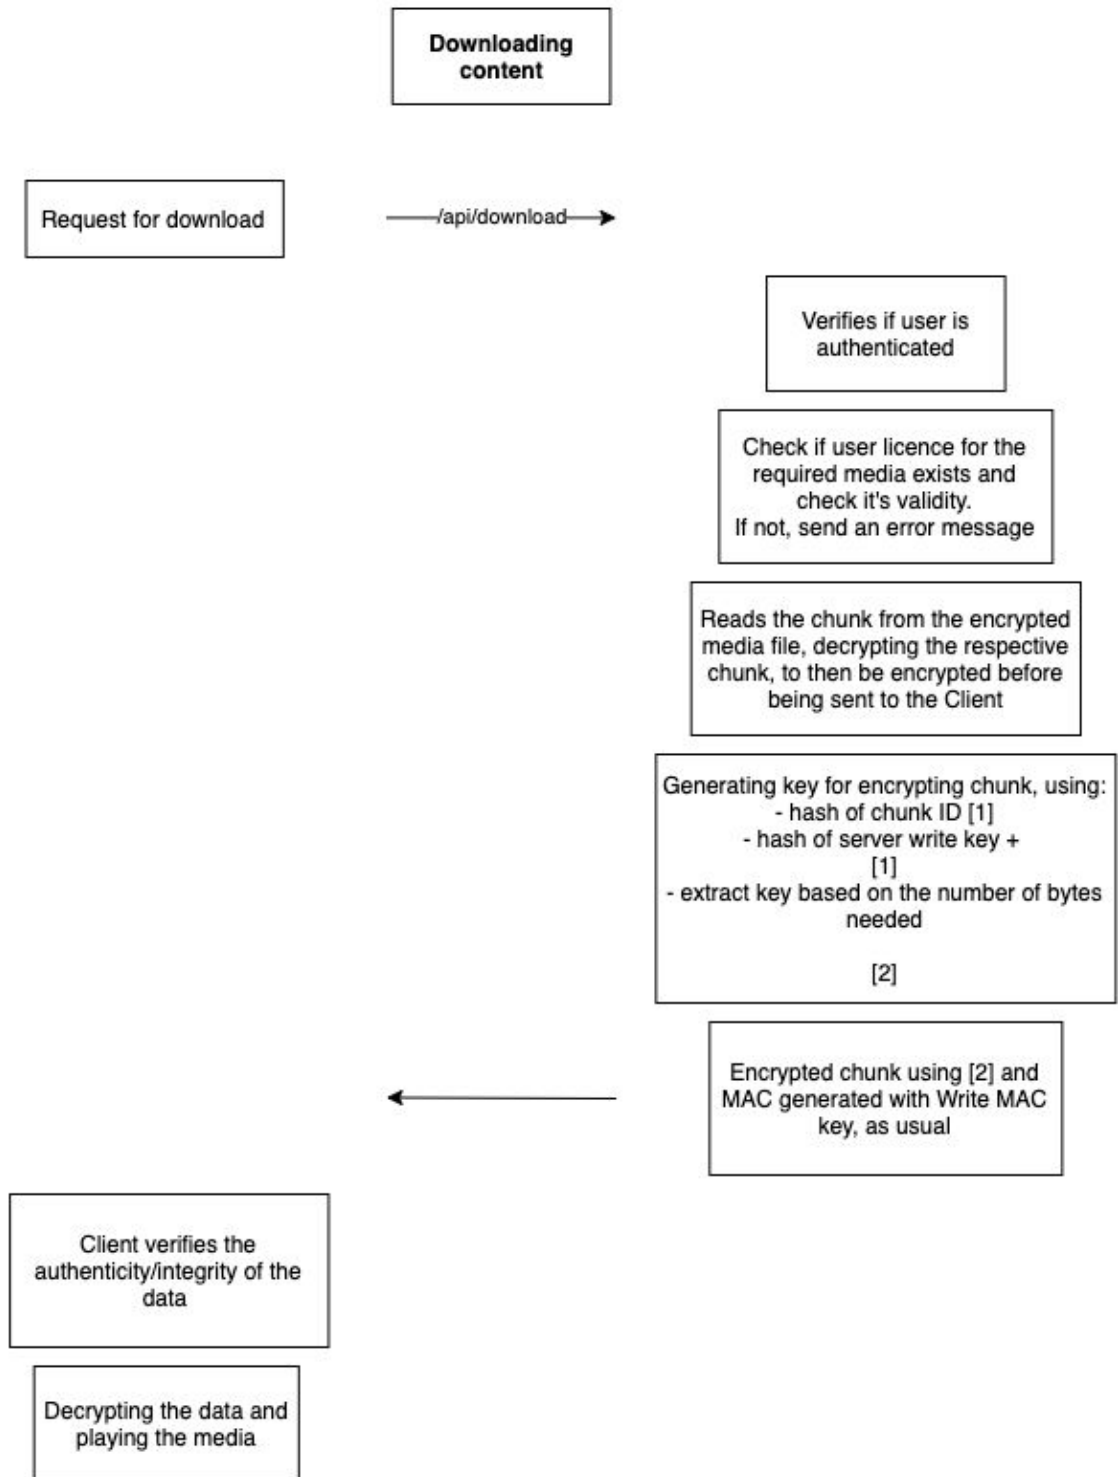 Downloading
content
Request for download
/api/download
Verifies if user is
authenticated
Check if user licence for the
required media exists and
check it's validity.
If not, send an error message
Reads the chunk from the encrypted
media file, decrypting the respective
chunk, to then be encrypted before
being sent to the Client
Generating key for encrypting chunk, using:
- hash of chunk ID [1]
- hash of server write key +
[1]
- extract key based on the number of bytes
needed
[2]
Encrypted chunk using [2] and
MAC generated with Write MAC
key, as usual
Client verifies the
authenticity/integrity of the
data
Decrypting the data and
playing the media